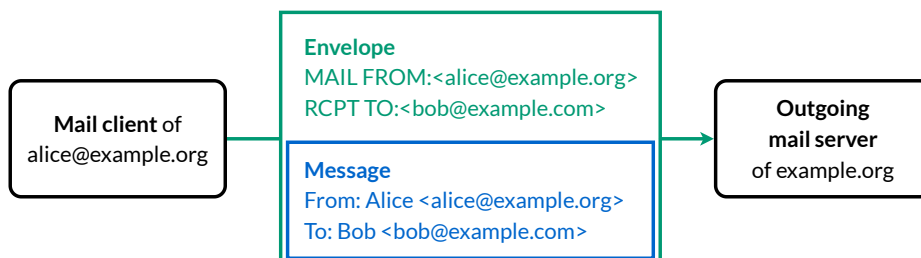 Mail client of
alice@example.org
Envelope
MAIL FROM:<alice@example.org>
RCPT TO:<bob@example.com>
Message
From: Alice <alice@example.org>
To: Bob <bob@example.com>
Outgoing
mail server
of example.org